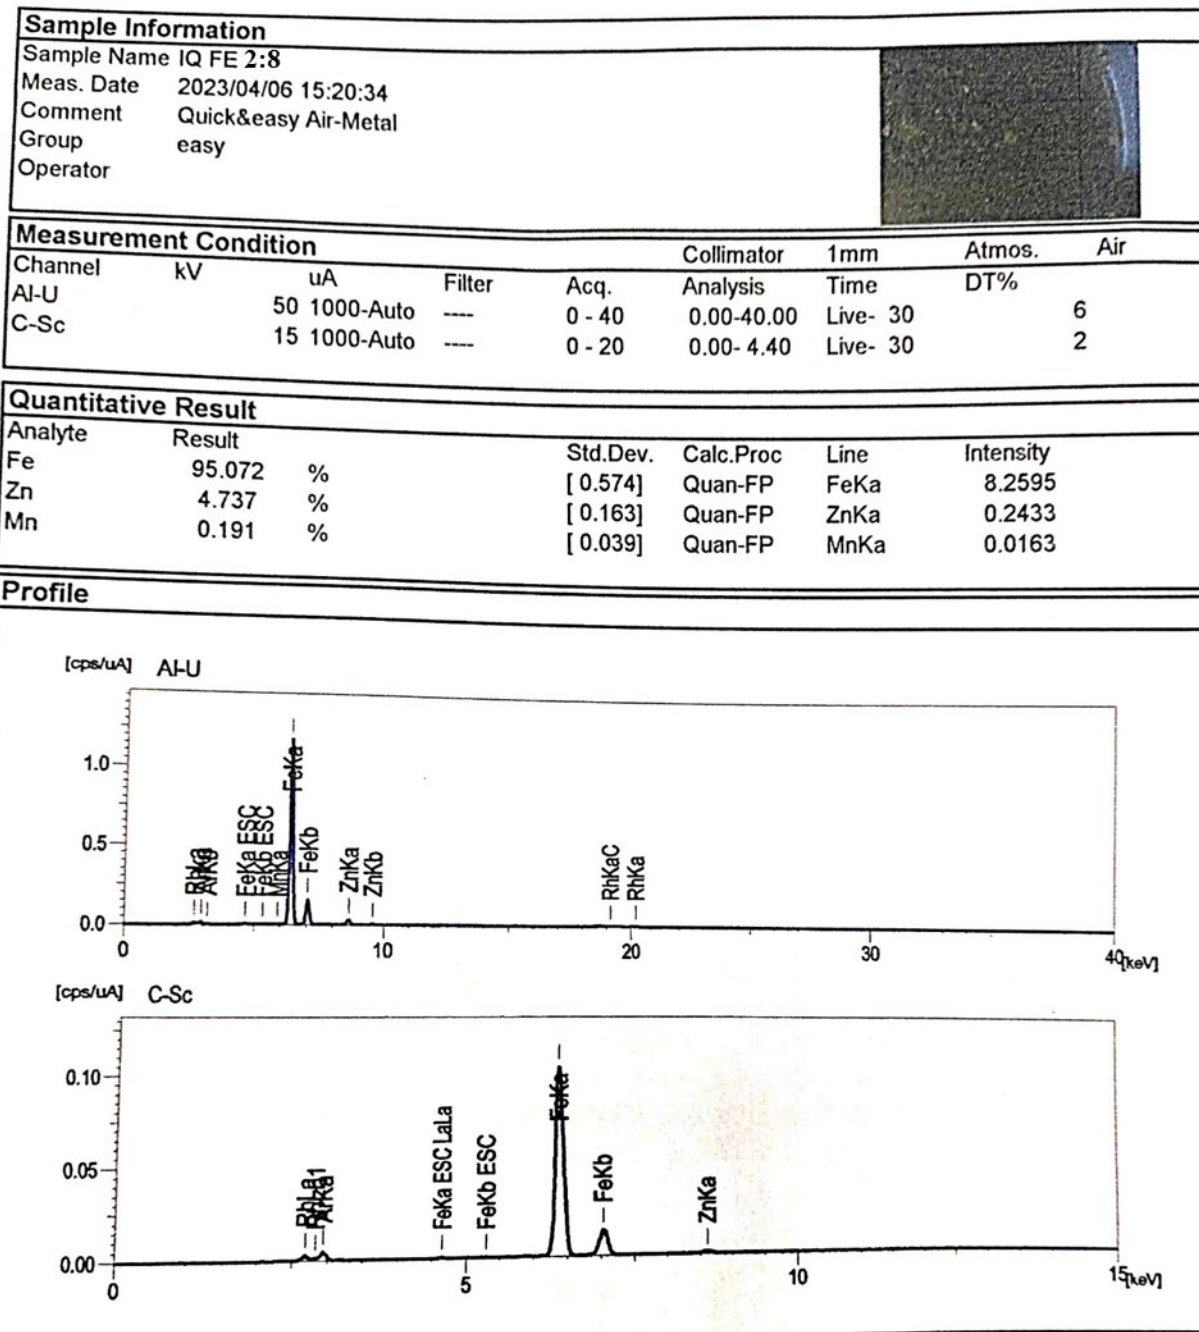 Sample Information
Sample Name IQ FE 2:8
Meas. Date 2023/04/06 15:20:34
Comment Quick&easy Air-Metal
Group easy
Operator
Measurement Condition
Collimator 1mm Atmos. Air
Channel kV uA Filter Acq. Analysis Time DT%
Al-U 50 1000-Auto ---- 0 - 40 0.00-40.00 Live- 30 6
C-Sc 15 1000-Auto ---- 0 - 20 0.00- 4.40 Live- 30 2
Quantitative Result
Analyte Result Std.Dev. Calc.Proc Line Intensity
Fe 95.072 % [ 0.574] Quan-FP FeKa 8.2595
Zn 4.737 % [ 0.163] Quan-FP ZnKa 0.2433
Mn 0.191 % [ 0.039] Quan-FP MnKa 0.0163
Profile
[cps/uA] Al-U
1.0
0.5
0.0
FeKa ESC
FeKb ESC
MnKa
FeKa
FeKb
ZnKa
ZnKb
RhKaC
RhKa
0 10 20 30 40 [keV]
[cps/uA] C-Sc
0.10
0.05
0.00
RhLa
ArKa
FeKa ESC LaLa
FeKb ESC
FeKa
FeKb
ZnKa
0 5 10 15 [keV]